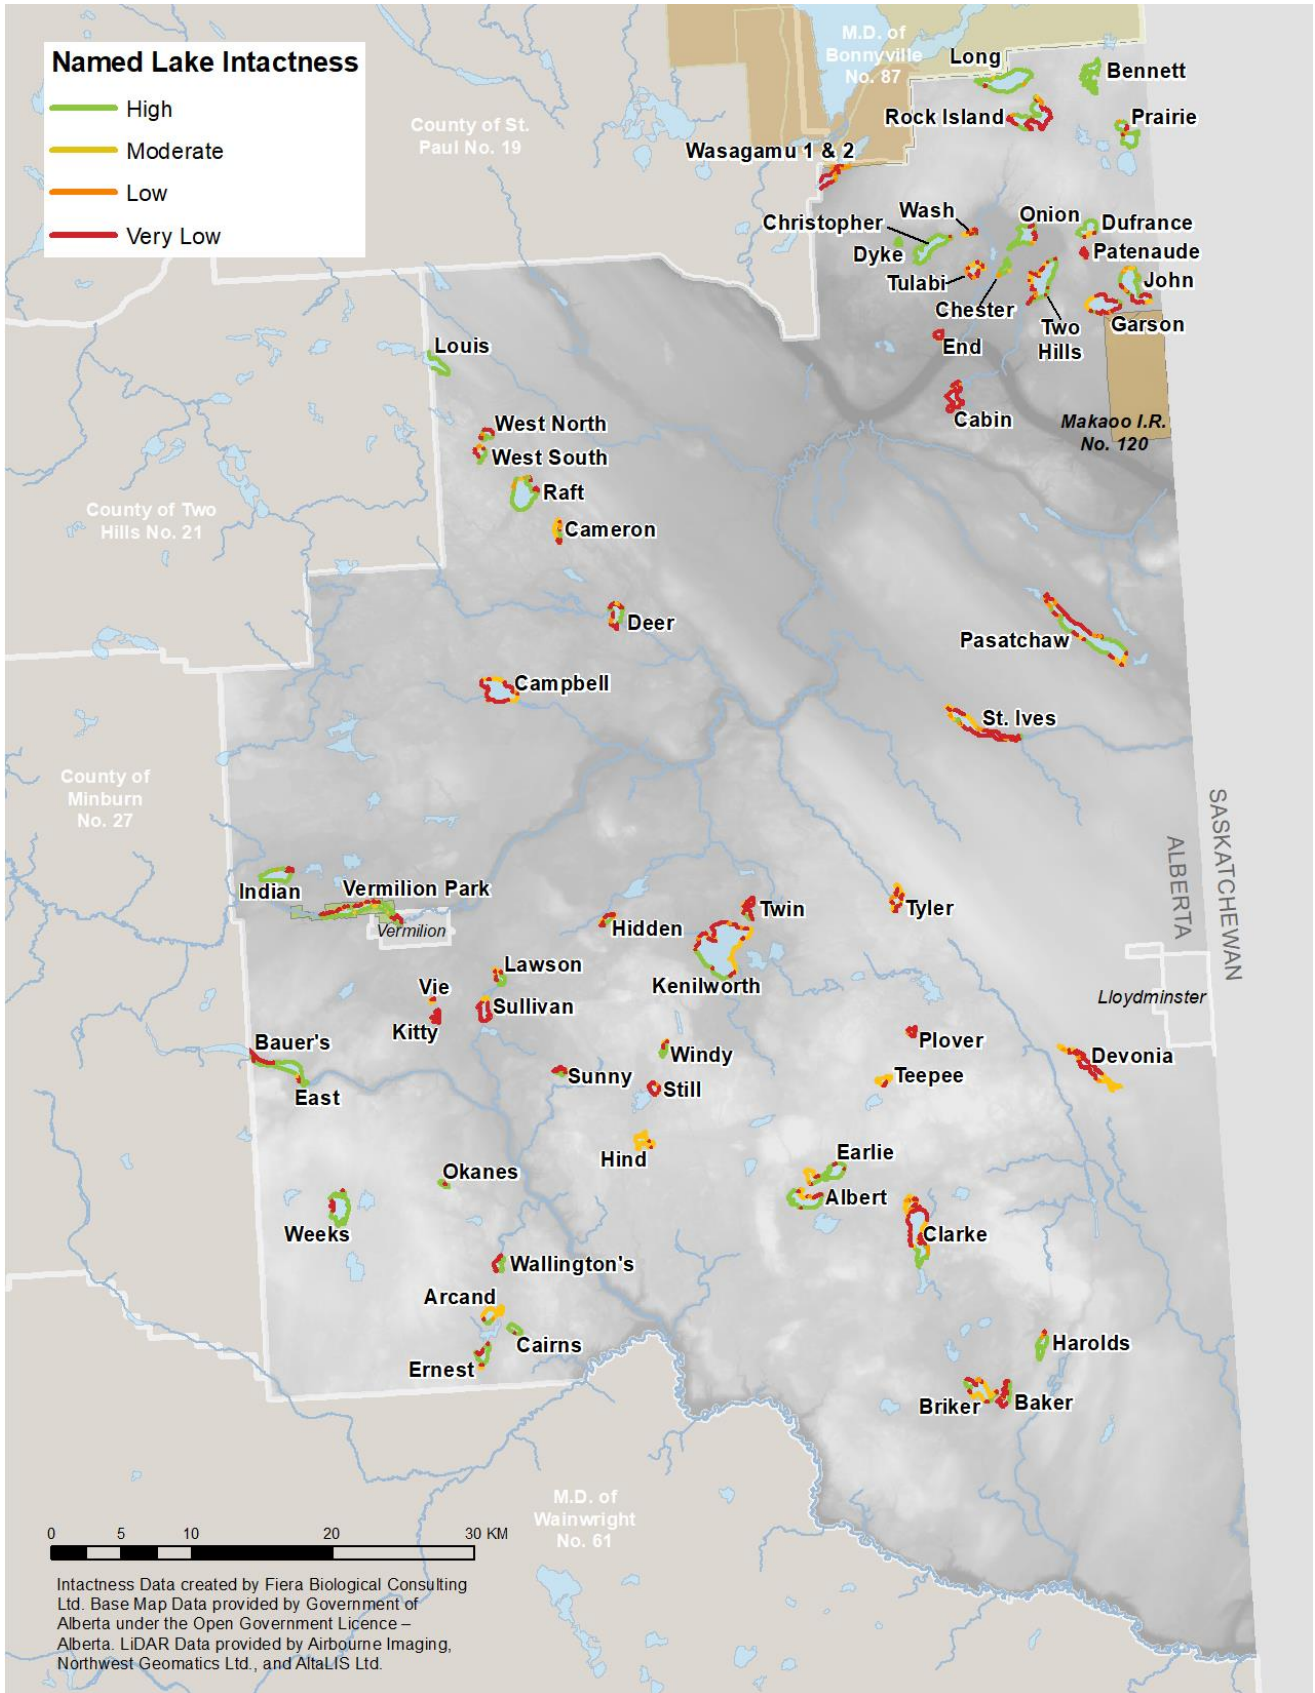 Named Lake Intactness
High
Moderate
Low
Very Low
M.D. of
Bonnyville
No. 87
County of St.
Paul No. 19
Long
Bennett
Rock Island
Prairie
Wasagamu 1 & 2
Wash
Onion
Christopher
Dufrance
Dyke
Patenaude
Tulabi
John
Chester
Two
Hills
Garson
End
Louis
Cabin
Makaoo I.R.
No. 120
West North
West South
Raft
County of Two
Hills No. 21
Cameron
Deer
Pasatchaw
Campbell
St. Ives
County of
Minburn
No. 27
SASKATCHEWAN
ALBERTA
Indian
Vermilion Park
Vermilion
Twin
Tyler
Hidden
Kenilworth
Lawson
Vie
Sullivan
Kitty
Lloydminster
Bauer's
Plover
Windy
Devonia
Sunny
Teepee
Still
East
Hind
Earlie
Okanes
Albert
Weeks
Clarke
Wallington's
Arcand
Cairns
Harolds
Ernest
Briker
Baker
M.D. of
Wainwright
No. 61
0 5 10 20 30 KM
Intactness Data created by Fiera Biological Consulting
Ltd. Base Map Data provided by Government of
Alberta under the Open Government Licence –
Alberta. LiDAR Data provided by Airbourne Imaging,
Northwest Geomatics Ltd., and AltaLIS Ltd.